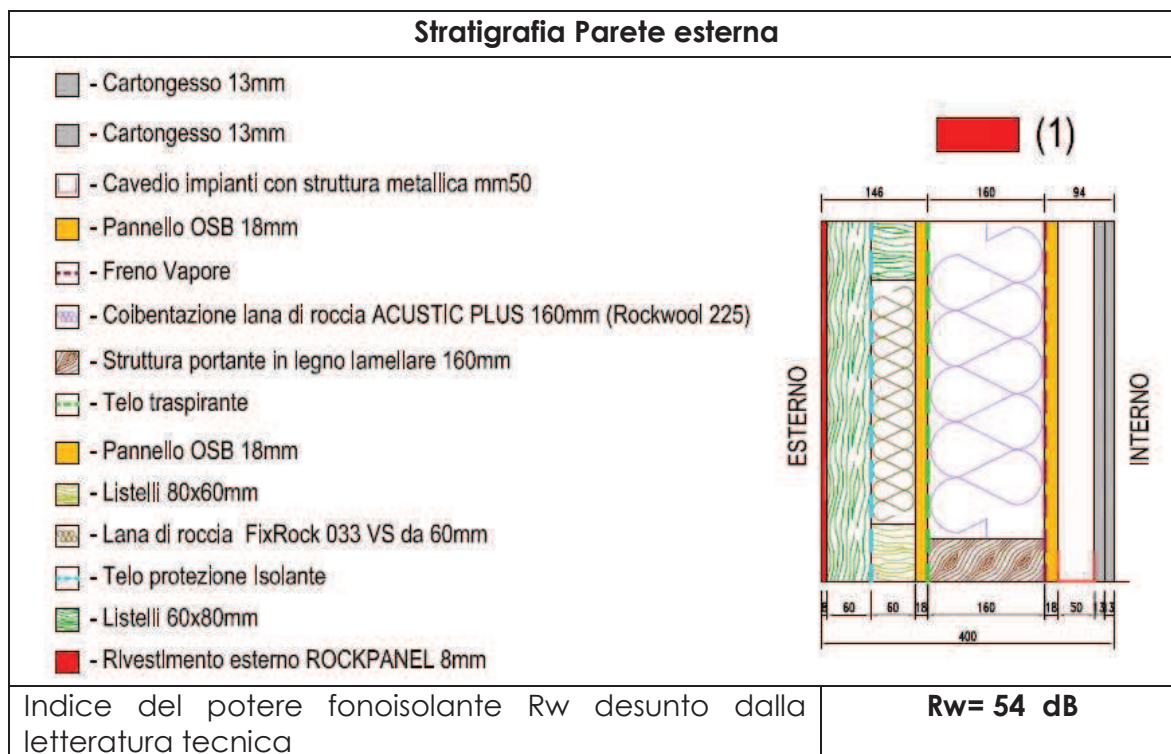 Stratigrafia Parete esterna
- Cartongesso 13mm
- Cartongesso 13mm
- Cavedio impianti con struttura metallica mm50
- Pannello OSB 18mm
- Freno Vapore
- Coibentazione lana di roccia ACUSTIC PLUS 160mm (Rockwool 225)
- Struttura portante in legno lamellare 160mm
- Telo traspirante
- Pannello OSB 18mm
- Listelli 80x60mm
- Lana di roccia FixRock 033 VS da 60mm
- Telo protezione Isolante
- Listelli 60x80mm
- Rivestimento esterno ROCKPANEL 8mm
(1)
146 160 94
ESTERNO
INTERNO
8 60 60 18 160 18 50 13 13
400
Indice del potere fonoisolante Rw desunto dalla
letteratura tecnica
Rw= 54 dB